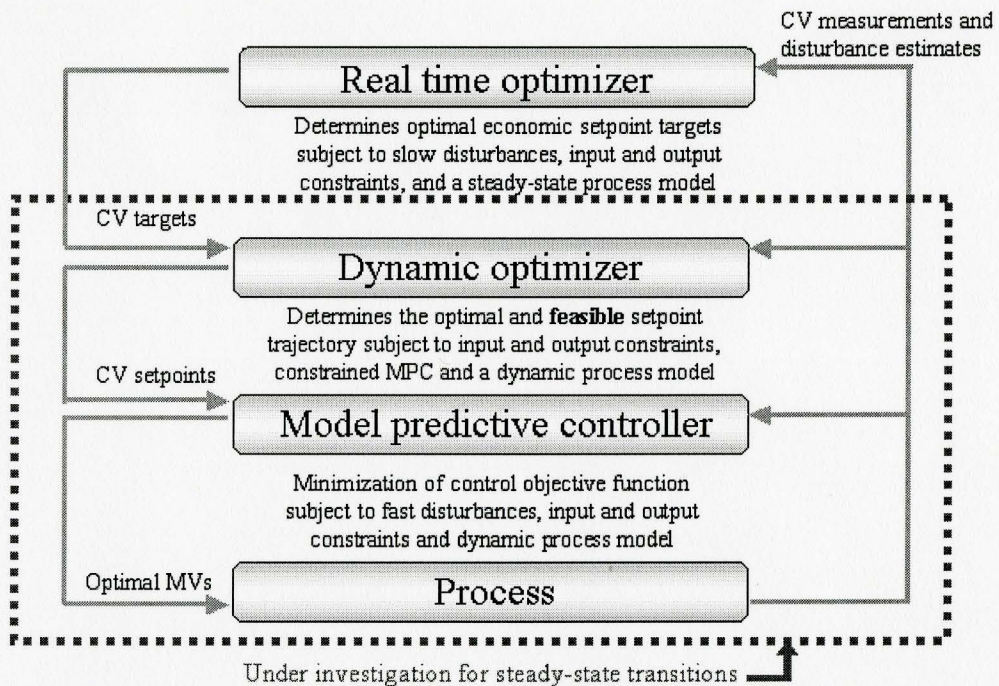 CV measurements and
disturbance estimates
Real time optimizer
Determines optimal economic setpoint targets
subject to slow disturbances, input and output
constraints, and a steady-state process model
CV targets
Dynamic optimizer
Determines the optimal and feasible setpoint
trajectory subject to input and output constraints,
constrained MPC and a dynamic process model
CV setpoints
Model predictive controller
Minimization of control objective function
subject to fast disturbances, input and output
constraints and dynamic process model
Optimal MVs
Process
Under investigation for steady-state transitions